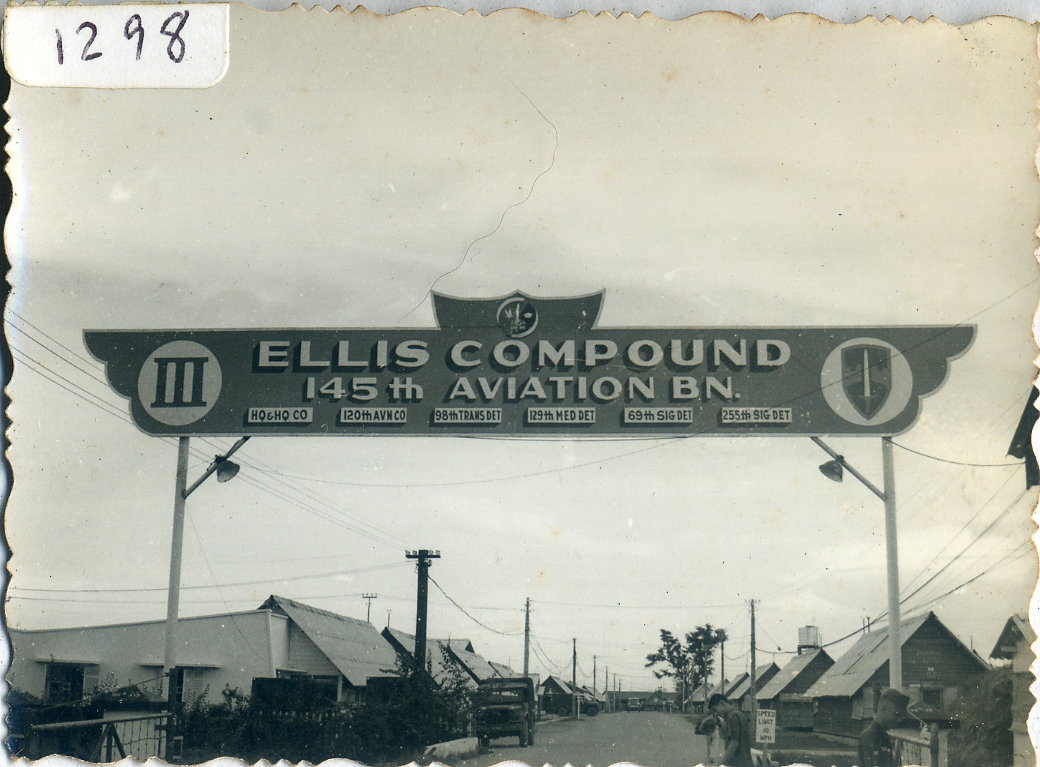 1298
III
ELLIS COMPOUND
145th AVIATION BN.
HQ&HQ CO 120th AVN CO 98th TRANS DET 129th MED DET 69th SIG DET 255th SIG DET
SPEED
LIMIT
MPH